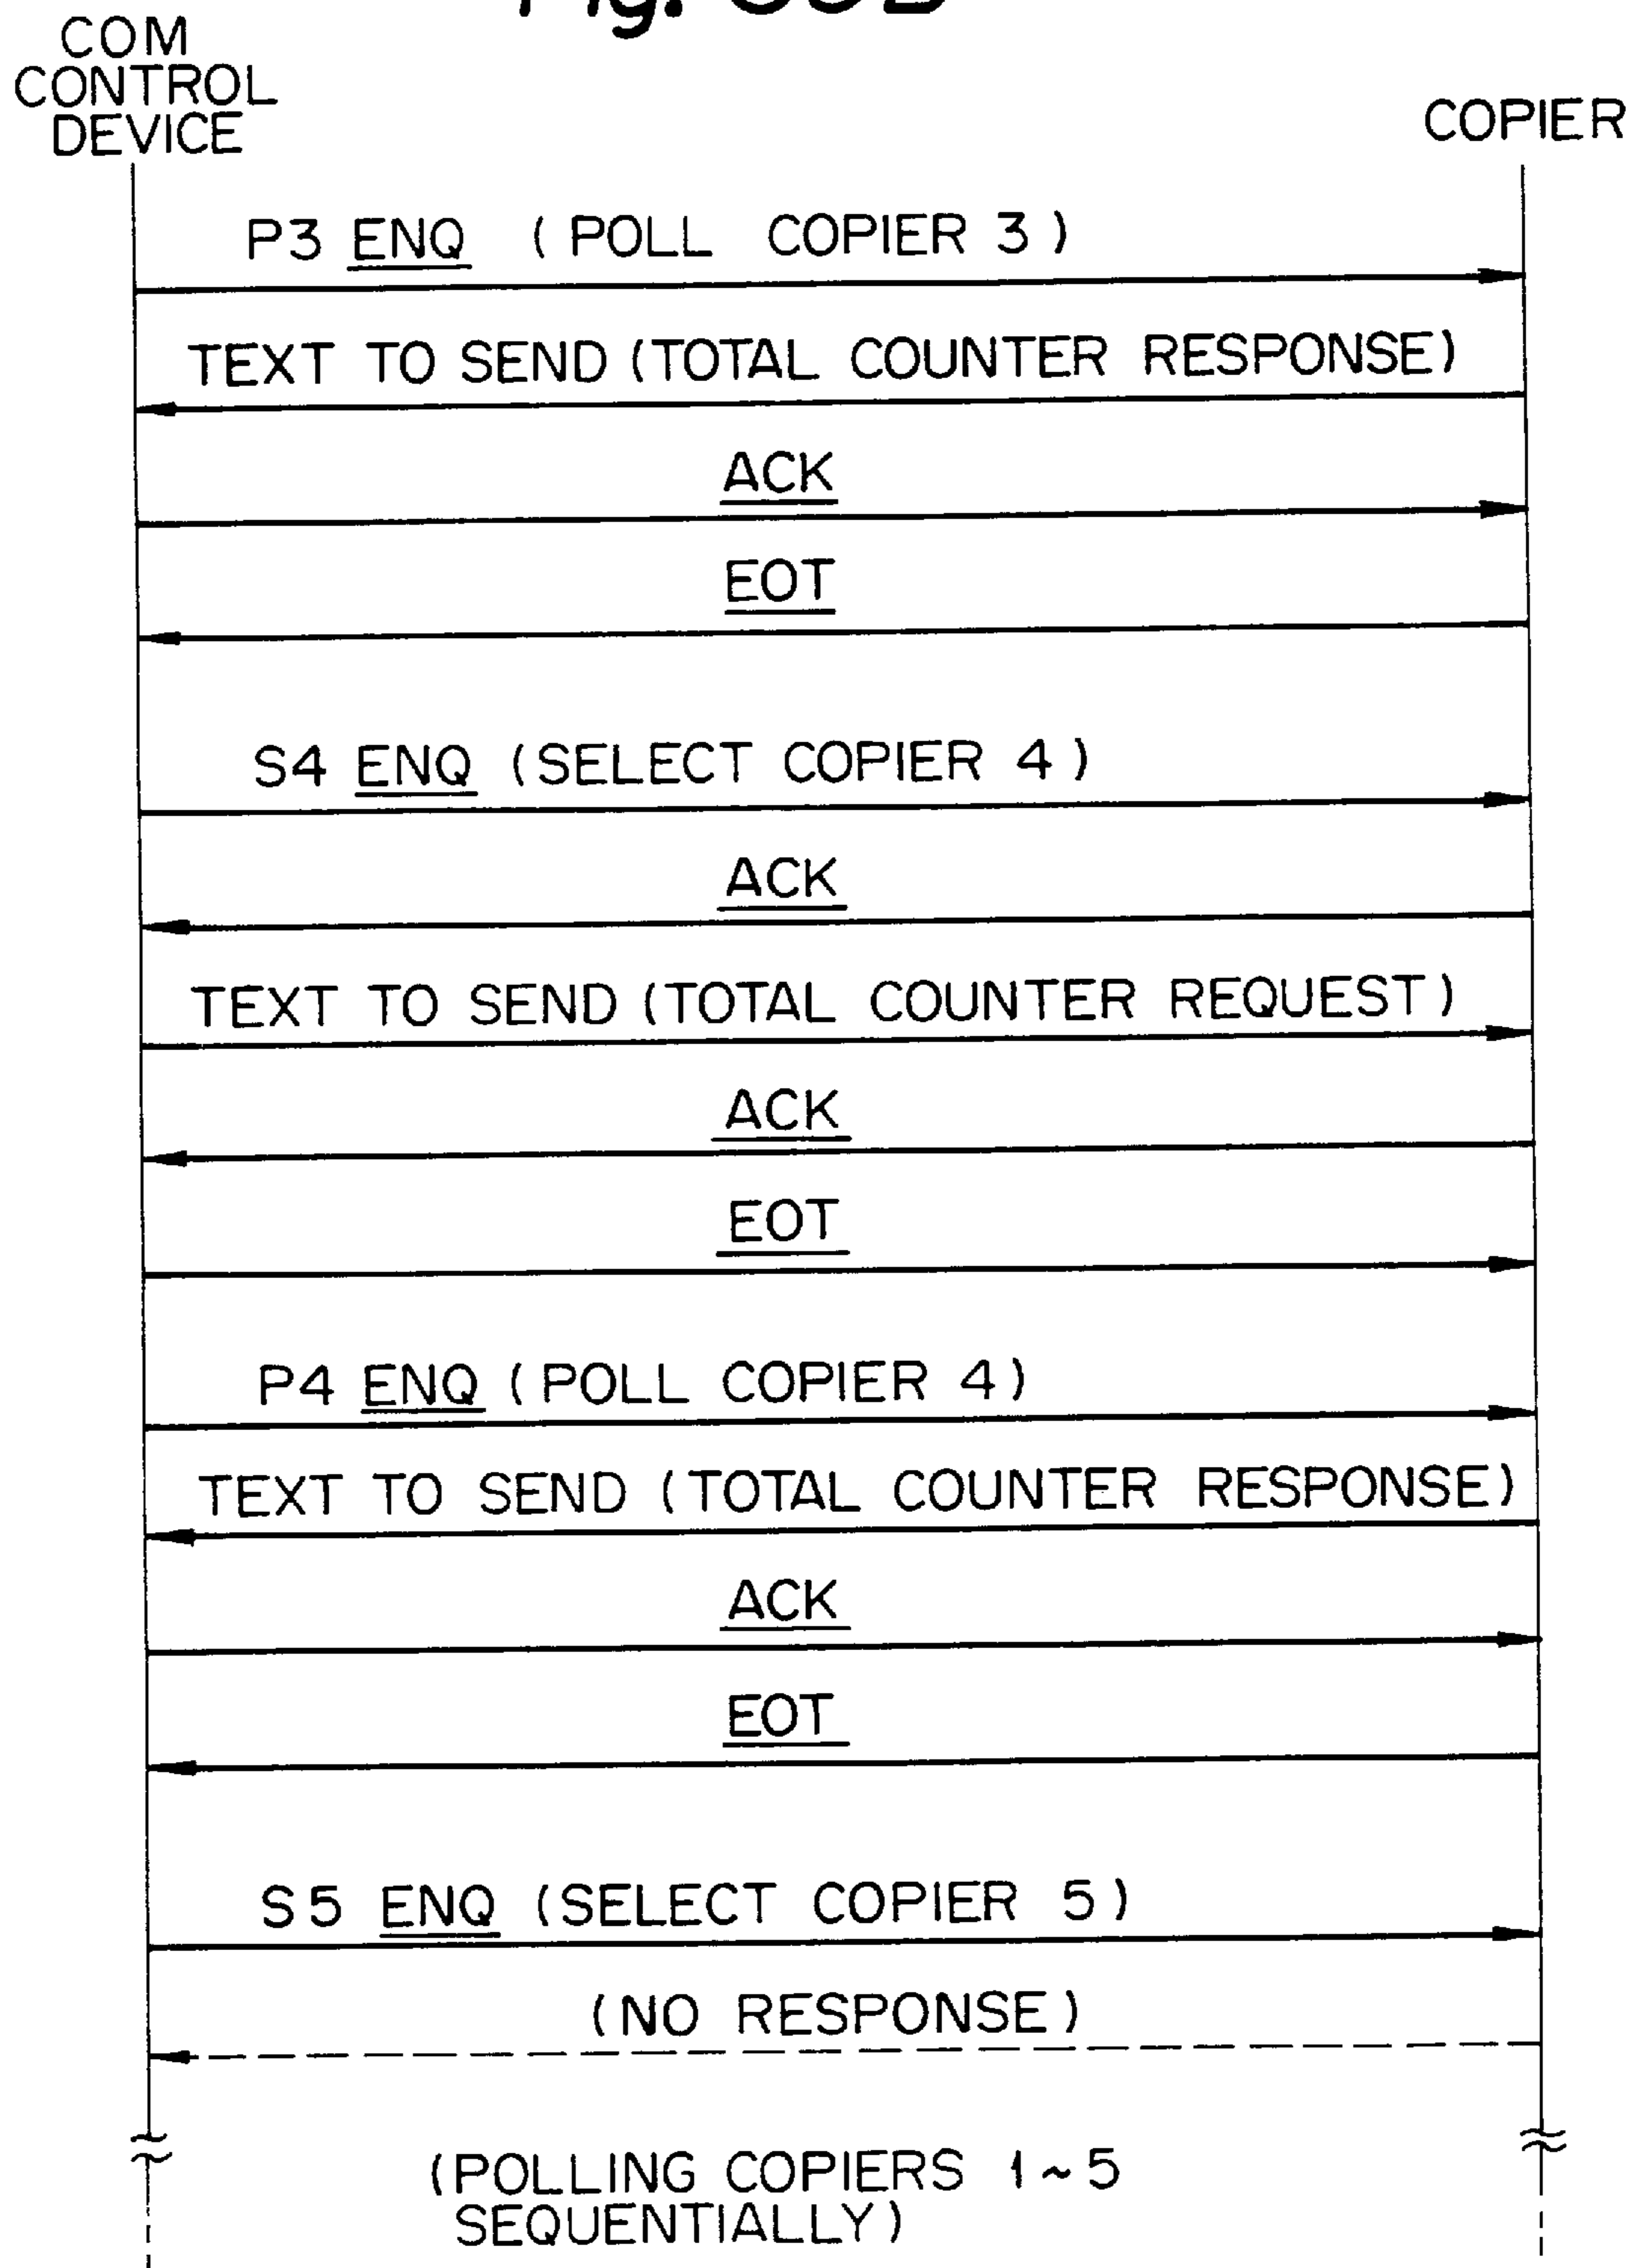 COM
CONTROL
DEVICE
COPIER
P3 ENQ (POLL COPIER 3)
TEXT TO SEND (TOTAL COUNTER RESPONSE)
ACK
EOT
S4 ENQ (SELECT COPIER 4)
ACK
TEXT TO SEND (TOTAL COUNTER REQUEST)
ACK
EOT
P4 ENQ (POLL COPIER 4)
TEXT TO SEND (TOTAL COUNTER RESPONSE)
ACK
EOT
S5 ENQ (SELECT COPIER 5)
(NO RESPONSE)
(POLLING COPIERS 1~5
SEQUENTIALLY)